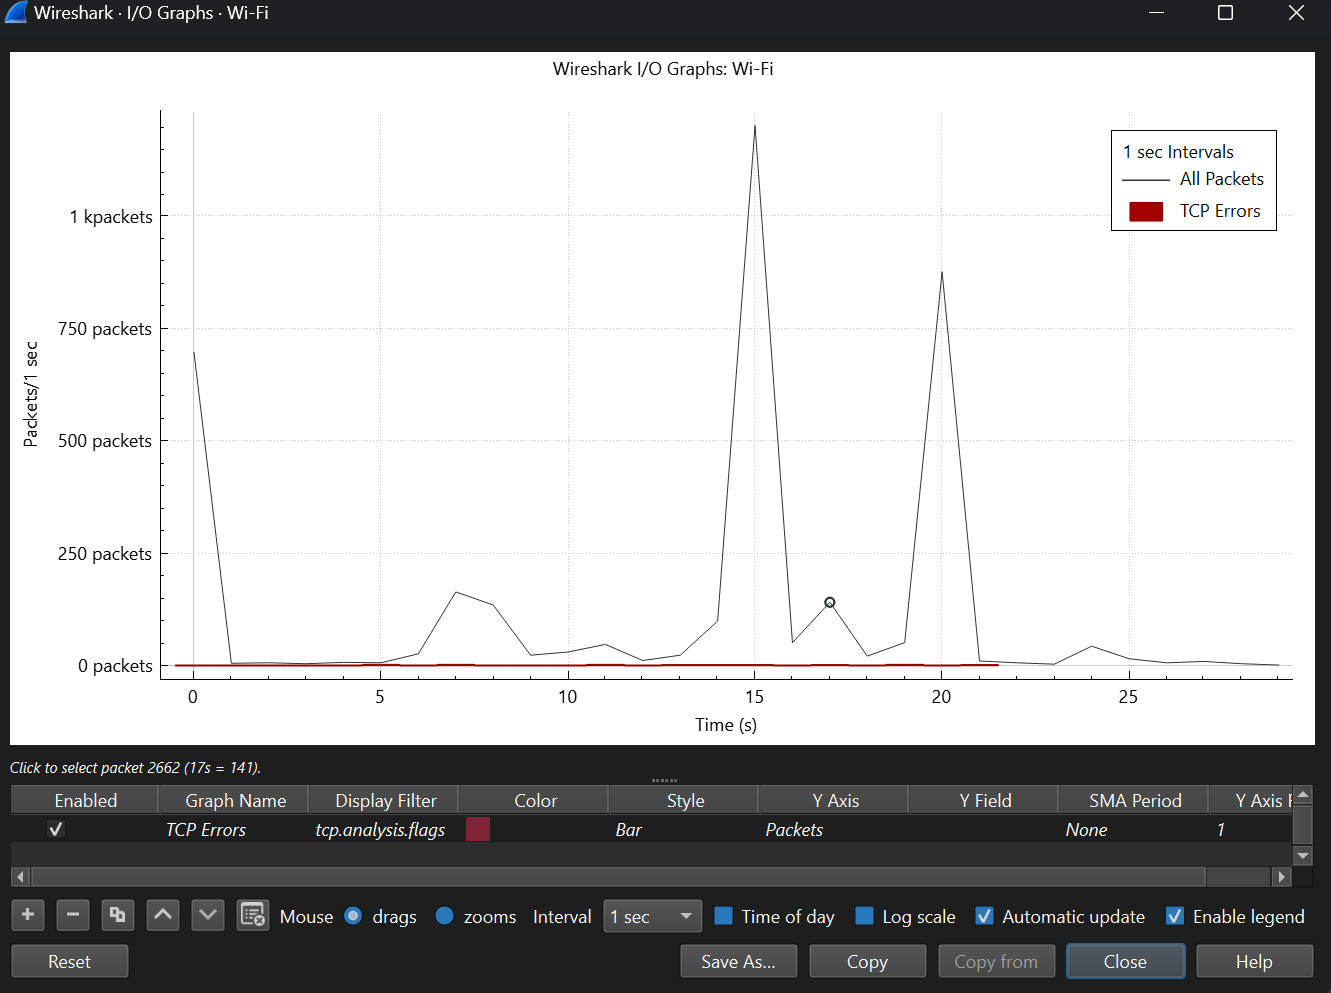 Wireshark · I/O Graphs · Wi-Fi
Wireshark I/O Graphs: Wi-Fi
1 sec Intervals
All Packets
TCP Errors
1 kpackets
750 packets
500 packets
250 packets
0 packets
Packets/1 sec
0 5 10 15 20 25
Time (s)
Click to select packet 2662 (17s = 141).
Enabled Graph Name Display Filter Color Style Y Axis Y Field SMA Period Y Axis F
TCP Errors tcp.analysis.flags Bar Packets None 1
Mouse drags zooms Interval 1 sec Time of day Log scale Automatic update Enable legend
Reset Save As... Copy Copy from Close Help